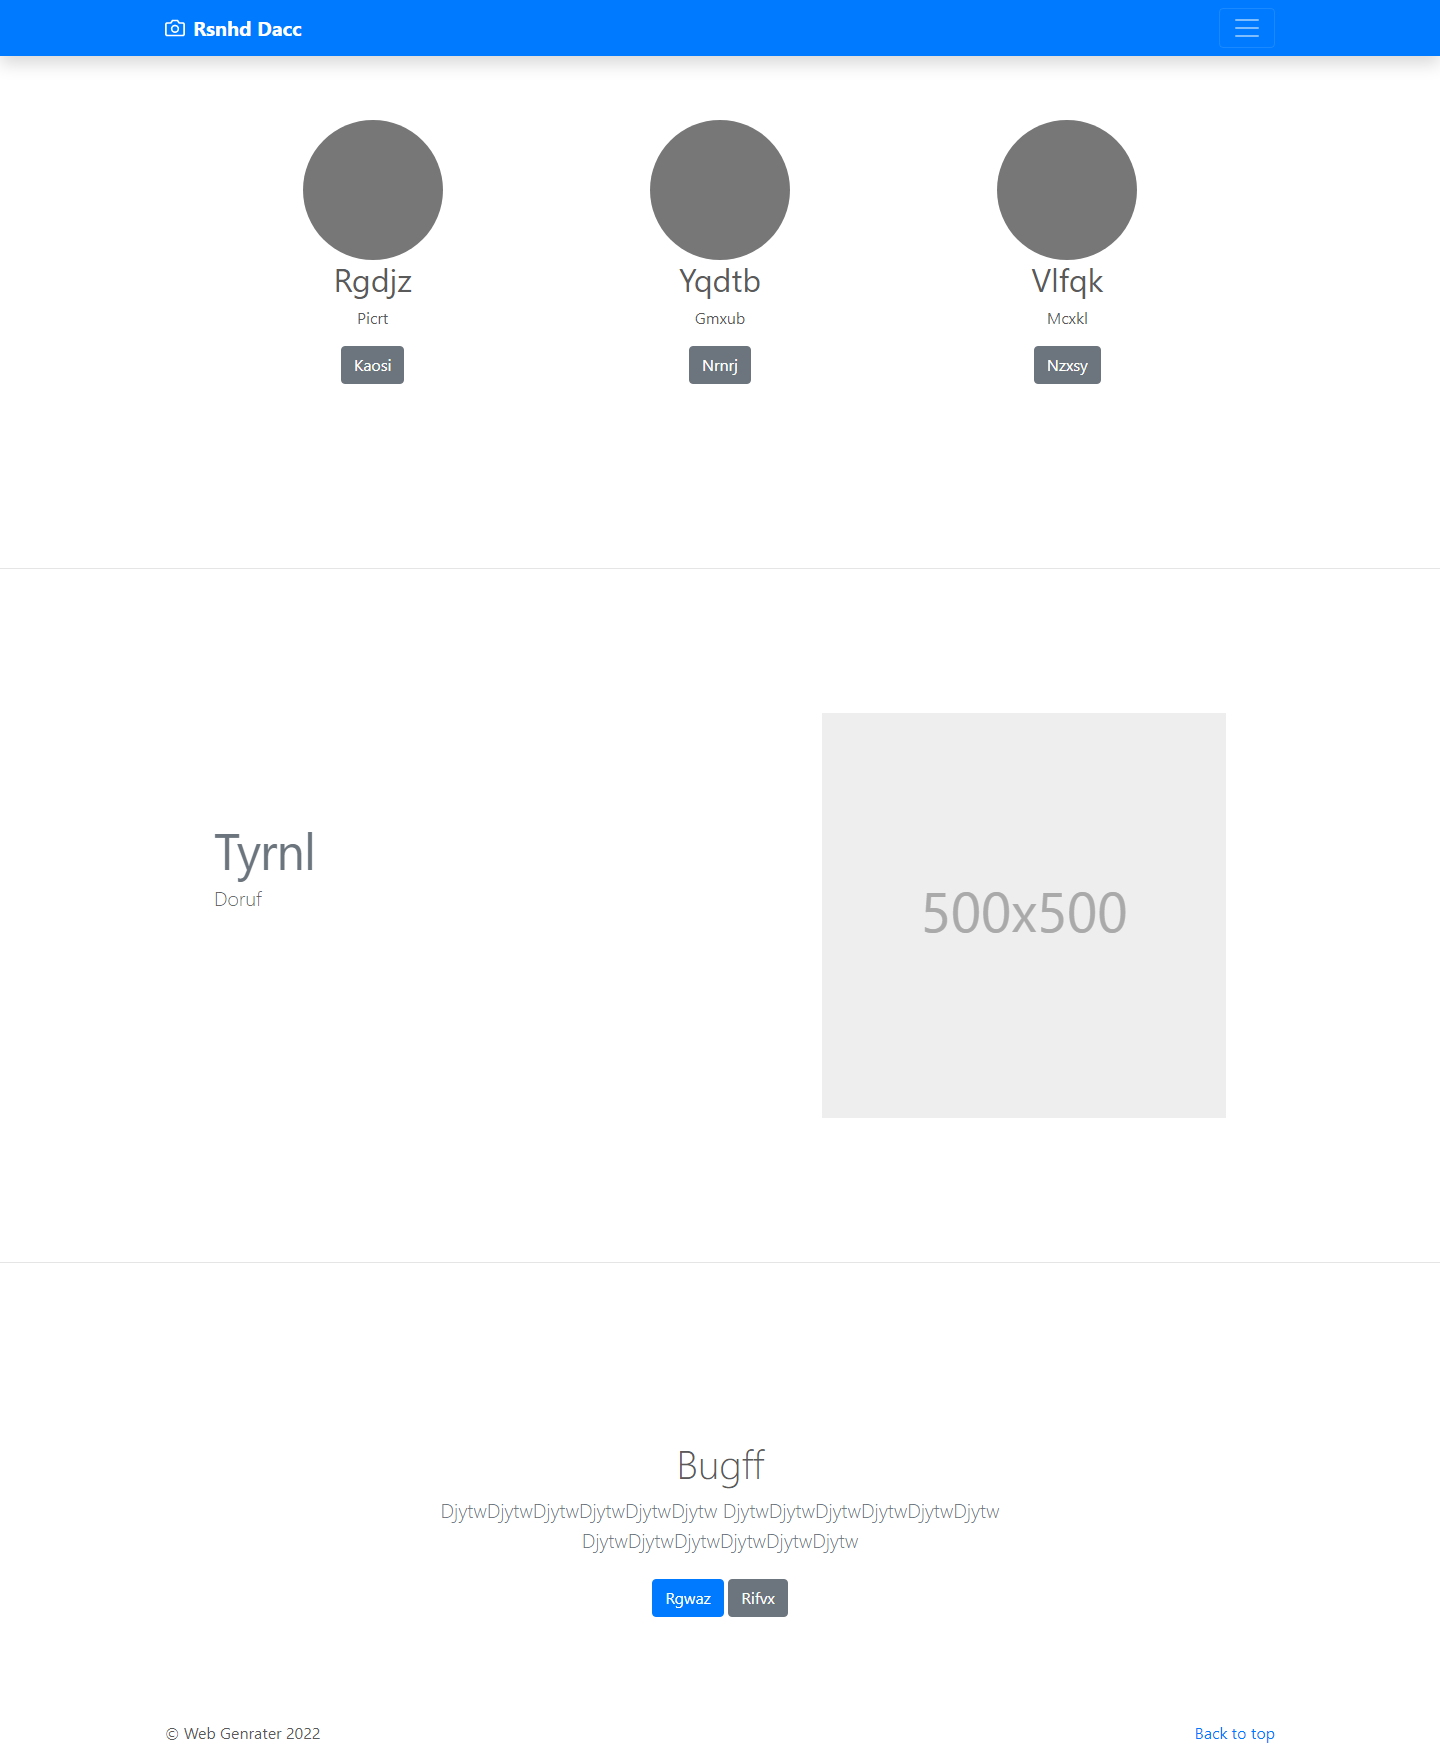 Rsnhd Dacc
Rgdjz
Picrt
Kaosi
Yqdtb
Gmxub
Nrnrj
Vlfqk
Mcxkl
Nzxsy
Tyrnl
Doruf
500x500
Bugff
DjytwDjytwDjytwDjytwDjytwDjytw DjytwDjytwDjytwDjytwDjytwDjytw
DjytwDjytwDjytwDjytwDjytwDjytw
Rgwaz Rifvx
© Web Genrater 2022
Back to top